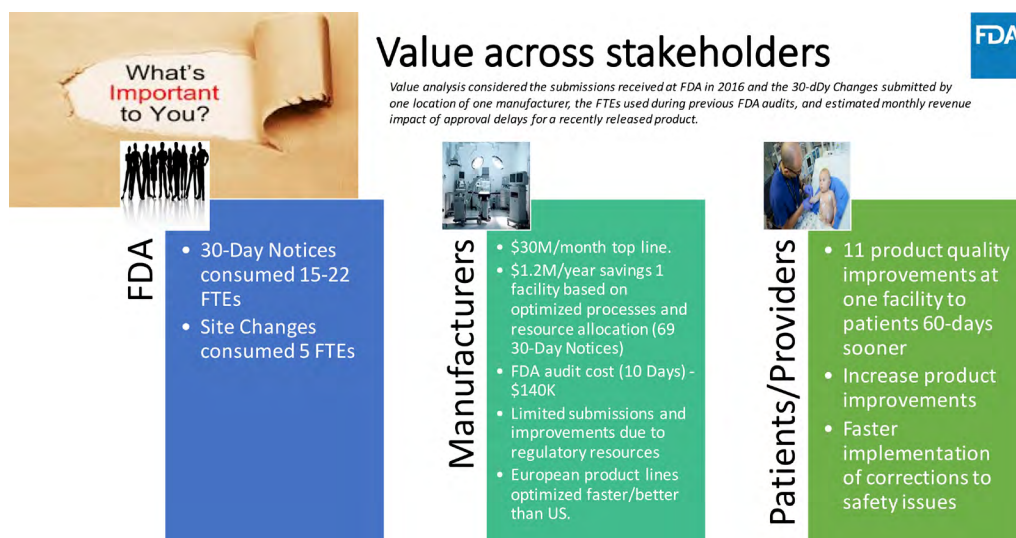 What's
Important
to You?
Value across stakeholders
FDA
Value analysis considered the submissions received at FDA in 2016 and the 30-dDy Changes submitted by
one location of one manufacturer, the FTEs used during previous FDA audits, and estimated monthly revenue
impact of approval delays for a recently released product.
FDA
• 30-Day Notices
consumed 15-22
FTEs
• Site Changes
consumed 5 FTEs
Manufacturers
• $30M/month top line.
• $1.2M/year savings 1
facility based on
optimized processes and
resource allocation (69
30-Day Notices)
• FDA audit cost (10 Days) -
$140K
• Limited submissions and
improvements due to
regulatory resources
• European product lines
optimized faster/better
than US.
Patients/Providers
• 11 product quality
improvements at
one facility to
patients 60-days
sooner
• Increase product
improvements
• Faster
implementation
of corrections to
safety issues